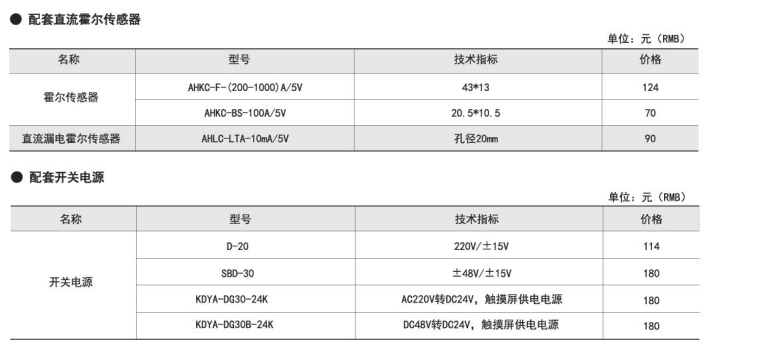 ● 配套直流霍尔传感器
单位：元（RMB）
名称 型号 技术指标 价格
霍尔传感器 AHKC-F-(200-1000)A/5V 43*13 124
AHKC-BS-100A/5V 20.5*10.5 70
直流漏电霍尔传感器 AHLC-LTA-10mA/5V 孔径20mm 90
● 配套开关电源
单位：元（RMB）
名称 型号 技术指标 价格
开关电源 D-20 220V/±15V 114
SBD-30 ±48V/±15V 180
KDYA-DG30-24K AC220V转DC24V，触摸屏供电电源 180
KDYA-DG30B-24K DC48V转DC24V，触摸屏供电电源 180